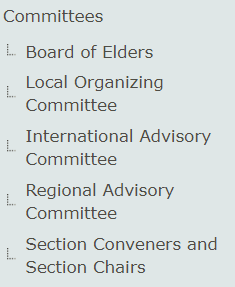 Committees
Board of Elders
Local Organizing
Committee
International Advisory
Committee
Regional Advisory
Committee
Section Conveners and
Section Chairs